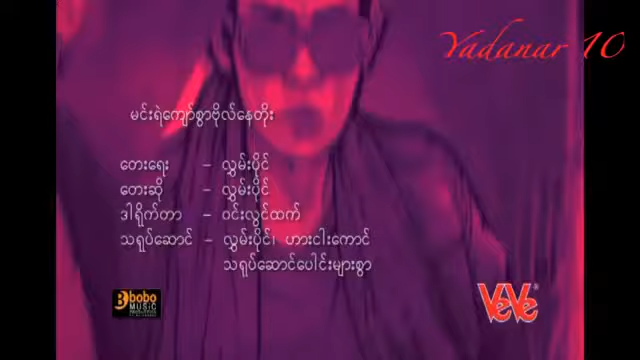 Yadanar 10
မင်းရဲကျော်စွာဗိုလ်နေတိုး
တေးရေး – လွှမ်းပိုင်
တေးဆို – လွှမ်းပိုင်
ဒါရိုက်တာ – ဝင်းလွင်ထက်
သရုပ်ဆောင် – လွှမ်းပိုင်၊ ဟားငါးကောင်
သရုပ်ဆောင်ပေါင်းများစွာ
bobo
MUSIC
VeVe